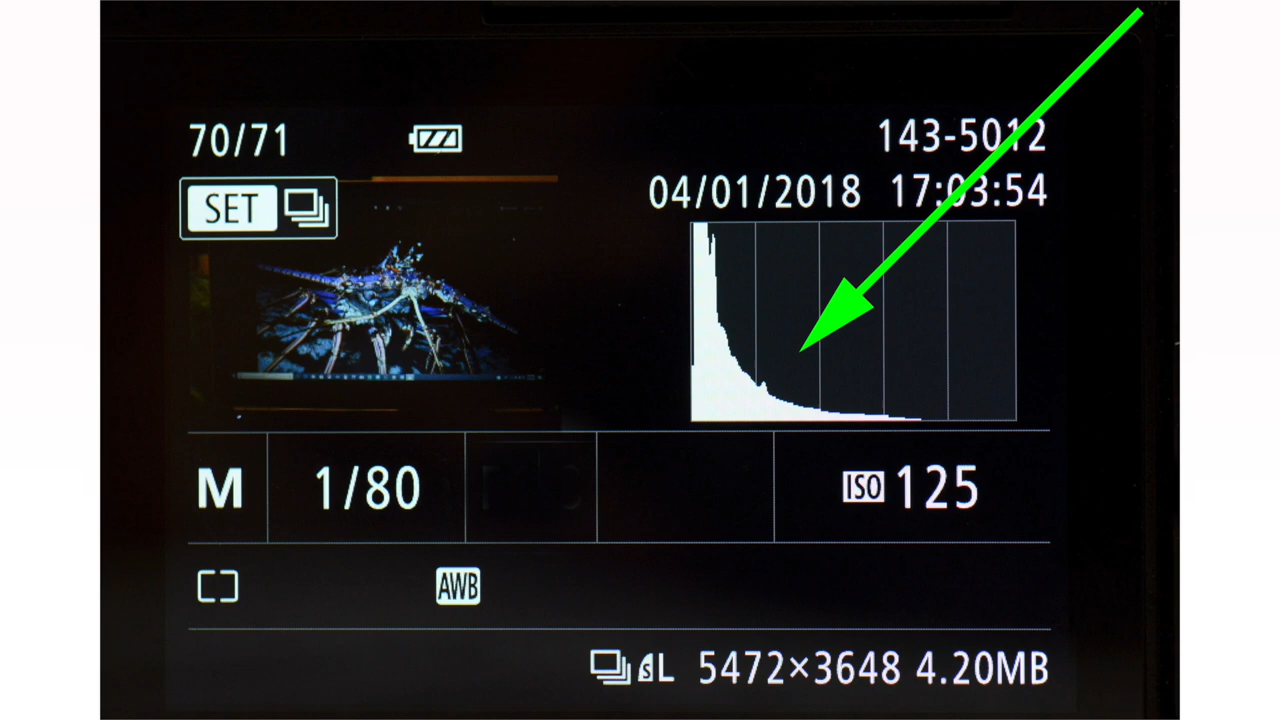 70/71
143-5012
SET
04/01/2018 17:03:54
M 1/80 ISO 125
AWB
SL 5472×3648 4.20MB